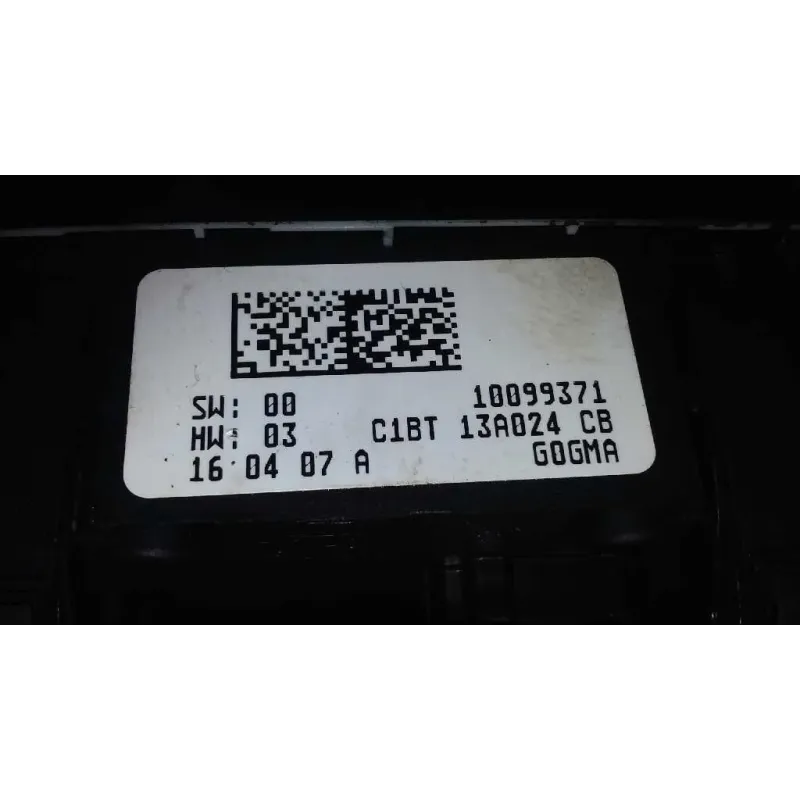 SW: 00 10099371
HW: 03 C1BT 13A024 CB
16 04 07 A GOGMA